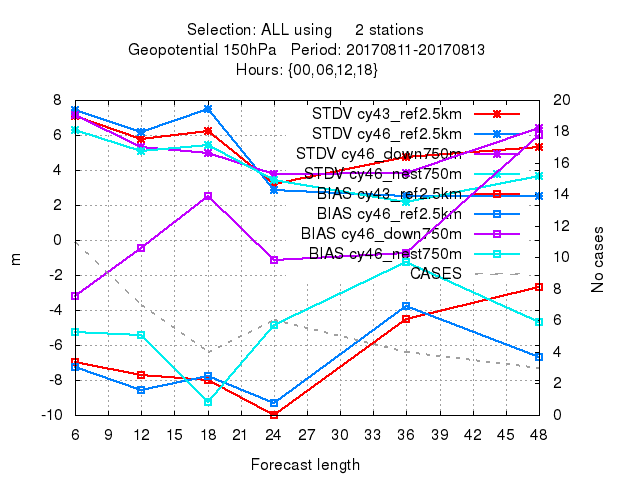 Selection: ALL using     2 stations
Geopotential 150hPa   Period: 20170811-20170813
Hours: {00,06,12,18}
STDV cy43_ref2.5km
STDV cy46_ref2.5km
STDV cy46_down750m
STDV cy46_nest750m
BIAS cy43_ref2.5km
BIAS cy46_ref2.5km
BIAS cy46_down750m
BIAS cy46_nest750m
CASES
8
6
4
2
0
-2
-4
-6
-8
-10
m
20
18
16
14
12
10
8
6
4
2
0
No cases
6 12 15 18 21 24 27 30 33 36 39 42 45 48
Forecast length